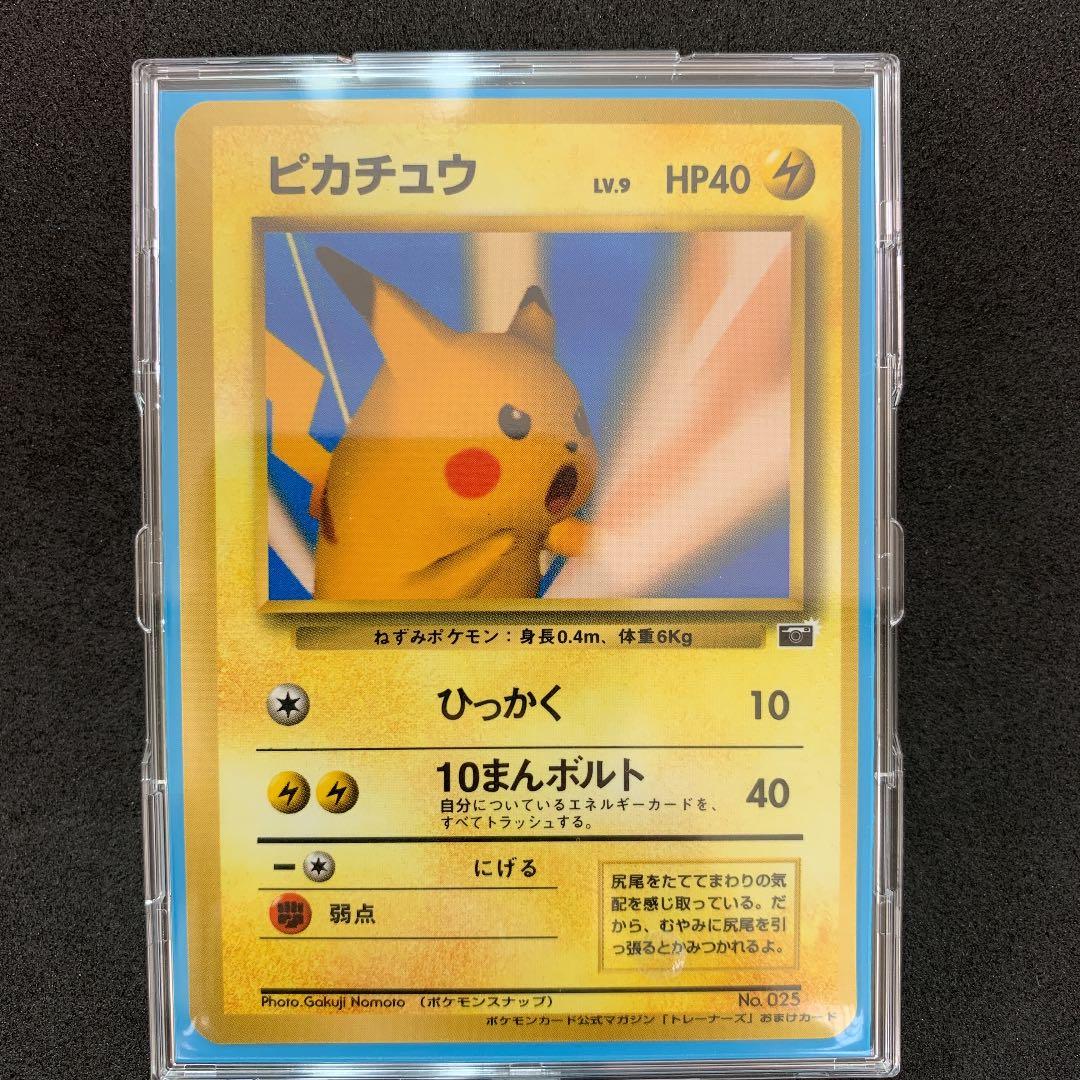 ピカチュウ LV.9 HP40
ねずみポケモン：身長0.4m、体重6Kg
ひっかく 10
10まんボルト 40
自分についているエネルギーカードを、
すべてトラッシュする。
にげる
弱点
尻尾をたててまわりの気
配を感じ取っている。だ
から、むやみに尻尾を引
っ張るとかみつかれるよ。
Photo.Gakuji Nomoto （ポケモンスナップ） No. 025
ポケモンカード公式マガジン「トレーナーズ」おまけカード